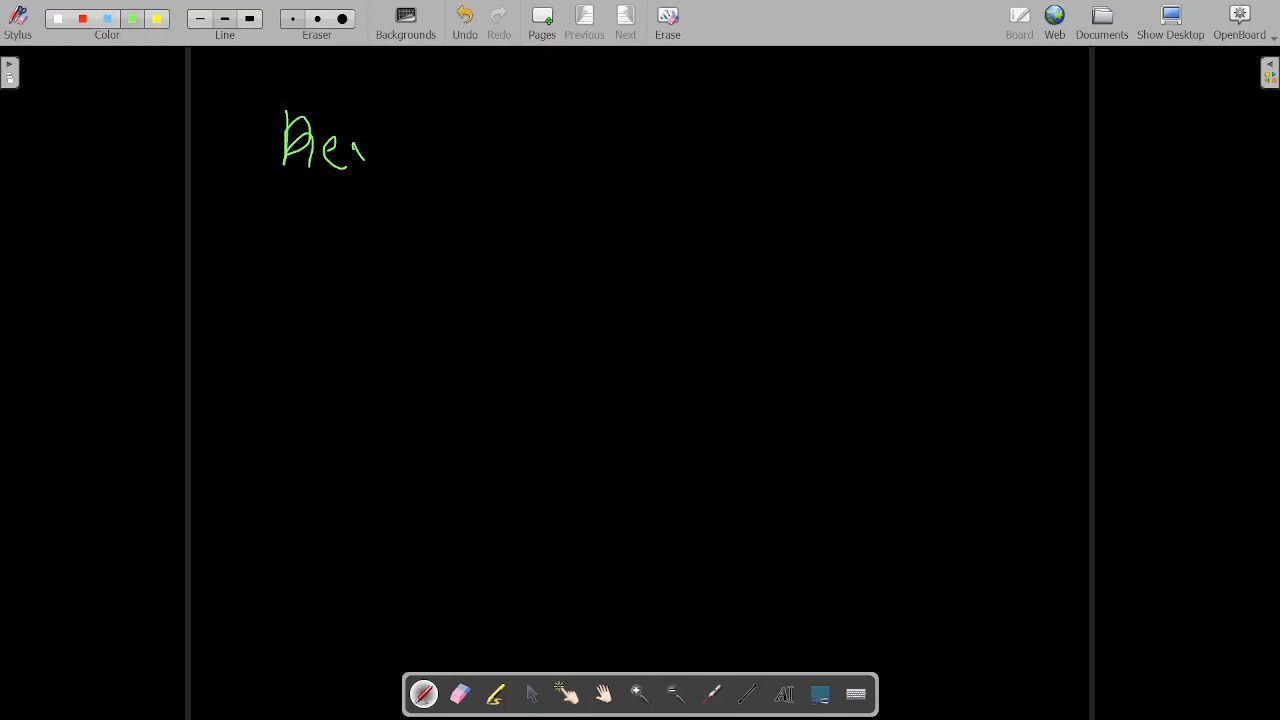 Stylus
Color
Line
Eraser
Backgrounds
Undo
Redo
Pages
Previous
Next
Erase
Board
Web
Documents
Show Desktop
OpenBoard